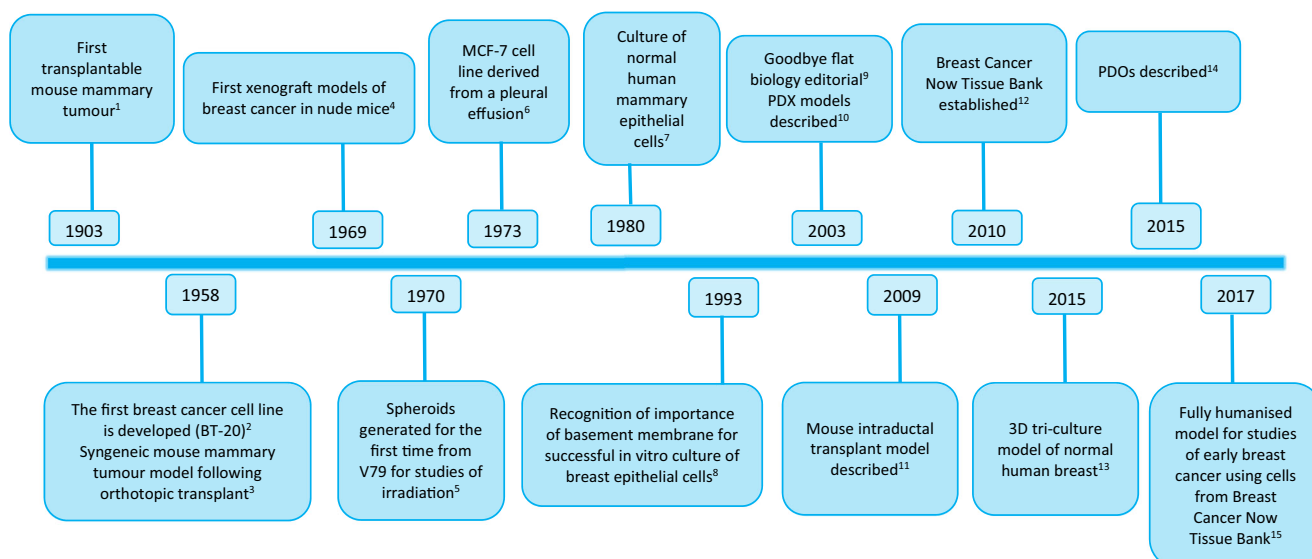 First
transplantable
mouse mammary
tumour¹
First xenograft models of
breast cancer in nude mice⁴
MCF-7 cell
line derived
from a pleural
effusion⁶
Culture of
normal
human
mammary
epithelial
cells⁷
Goodbye flat
biology editorial⁹
PDX models
described¹⁰
Breast Cancer
Now Tissue Bank
established¹²
PDOs described¹⁴
1903
1969
1973
1980
2003
2010
2015
1958
1970
1993
2009
2015
2017
The first breast cancer cell line
is developed (BT-20)²
Syngeneic mouse mammary
tumour model following
orthotopic transplant³
Spheroids
generated for the
first time from
V79 for studies of
irradiation⁵
Recognition of importance
of basement membrane for
successful in vitro culture of
breast epithelial cells⁸
Mouse intraductal
transplant model
described¹¹
3D tri-culture
model of normal
human breast¹³
Fully humanised
model for studies
of early breast
cancer using cells
from Breast
Cancer Now
Tissue Bank¹⁵